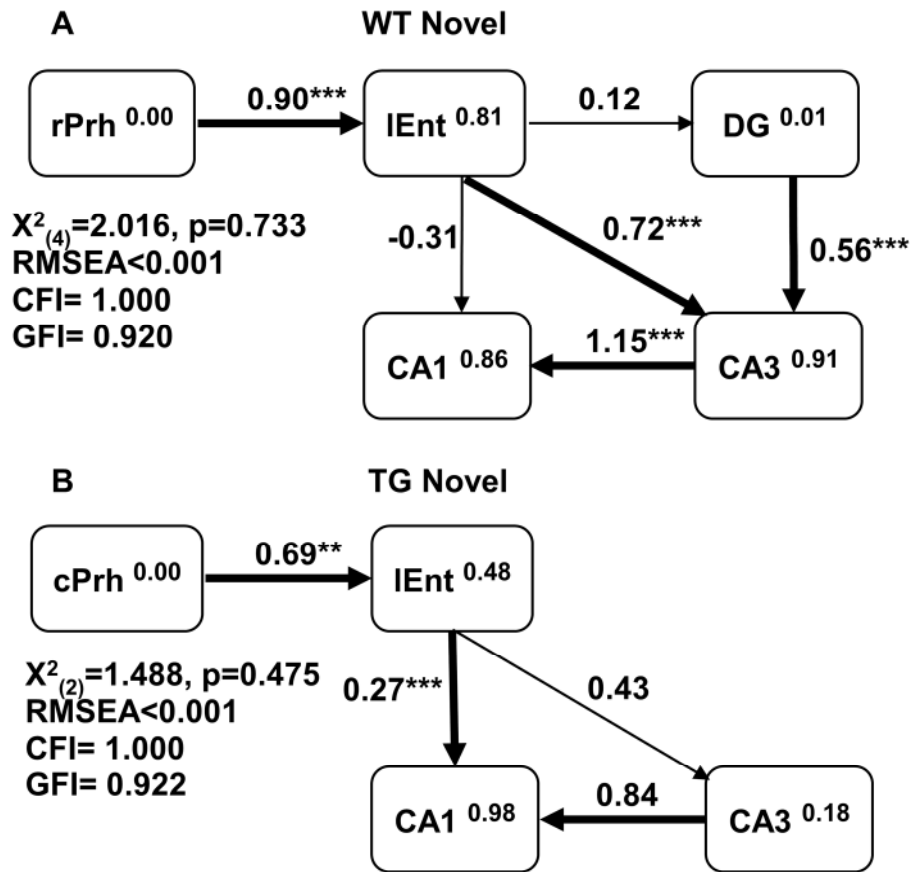 A WT Novel
0.90***
0.12
rPrh 0.00
lEnt 0.81
DG 0.01
X²(4)=2.016, p=0.733
RMSEA<0.001
CFI= 1.000
GFI= 0.920
-0.31
0.72***
0.56***
1.15***
CA1 0.86
CA3 0.91
B TG Novel
0.69**
cPrh 0.00
lEnt 0.48
X²(2)=1.488, p=0.475
RMSEA<0.001
CFI= 1.000
GFI= 0.922
0.27***
0.43
0.84
CA1 0.98
CA3 0.18